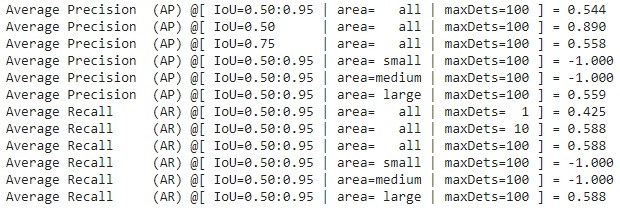 Average Precision  (AP) @[ IoU=0.50:0.95 | area=   all | maxDets=100 ] = 0.544
Average Precision  (AP) @[ IoU=0.50      | area=   all | maxDets=100 ] = 0.890
Average Precision  (AP) @[ IoU=0.75      | area=   all | maxDets=100 ] = 0.558
Average Precision  (AP) @[ IoU=0.50:0.95 | area= small | maxDets=100 ] = -1.000
Average Precision  (AP) @[ IoU=0.50:0.95 | area=medium | maxDets=100 ] = -1.000
Average Precision  (AP) @[ IoU=0.50:0.95 | area= large | maxDets=100 ] = 0.559
Average Recall     (AR) @[ IoU=0.50:0.95 | area=   all | maxDets=  1 ] = 0.425
Average Recall     (AR) @[ IoU=0.50:0.95 | area=   all | maxDets= 10 ] = 0.588
Average Recall     (AR) @[ IoU=0.50:0.95 | area=   all | maxDets=100 ] = 0.588
Average Recall     (AR) @[ IoU=0.50:0.95 | area= small | maxDets=100 ] = -1.000
Average Recall     (AR) @[ IoU=0.50:0.95 | area=medium | maxDets=100 ] = -1.000
Average Recall     (AR) @[ IoU=0.50:0.95 | area= large | maxDets=100 ] = 0.588